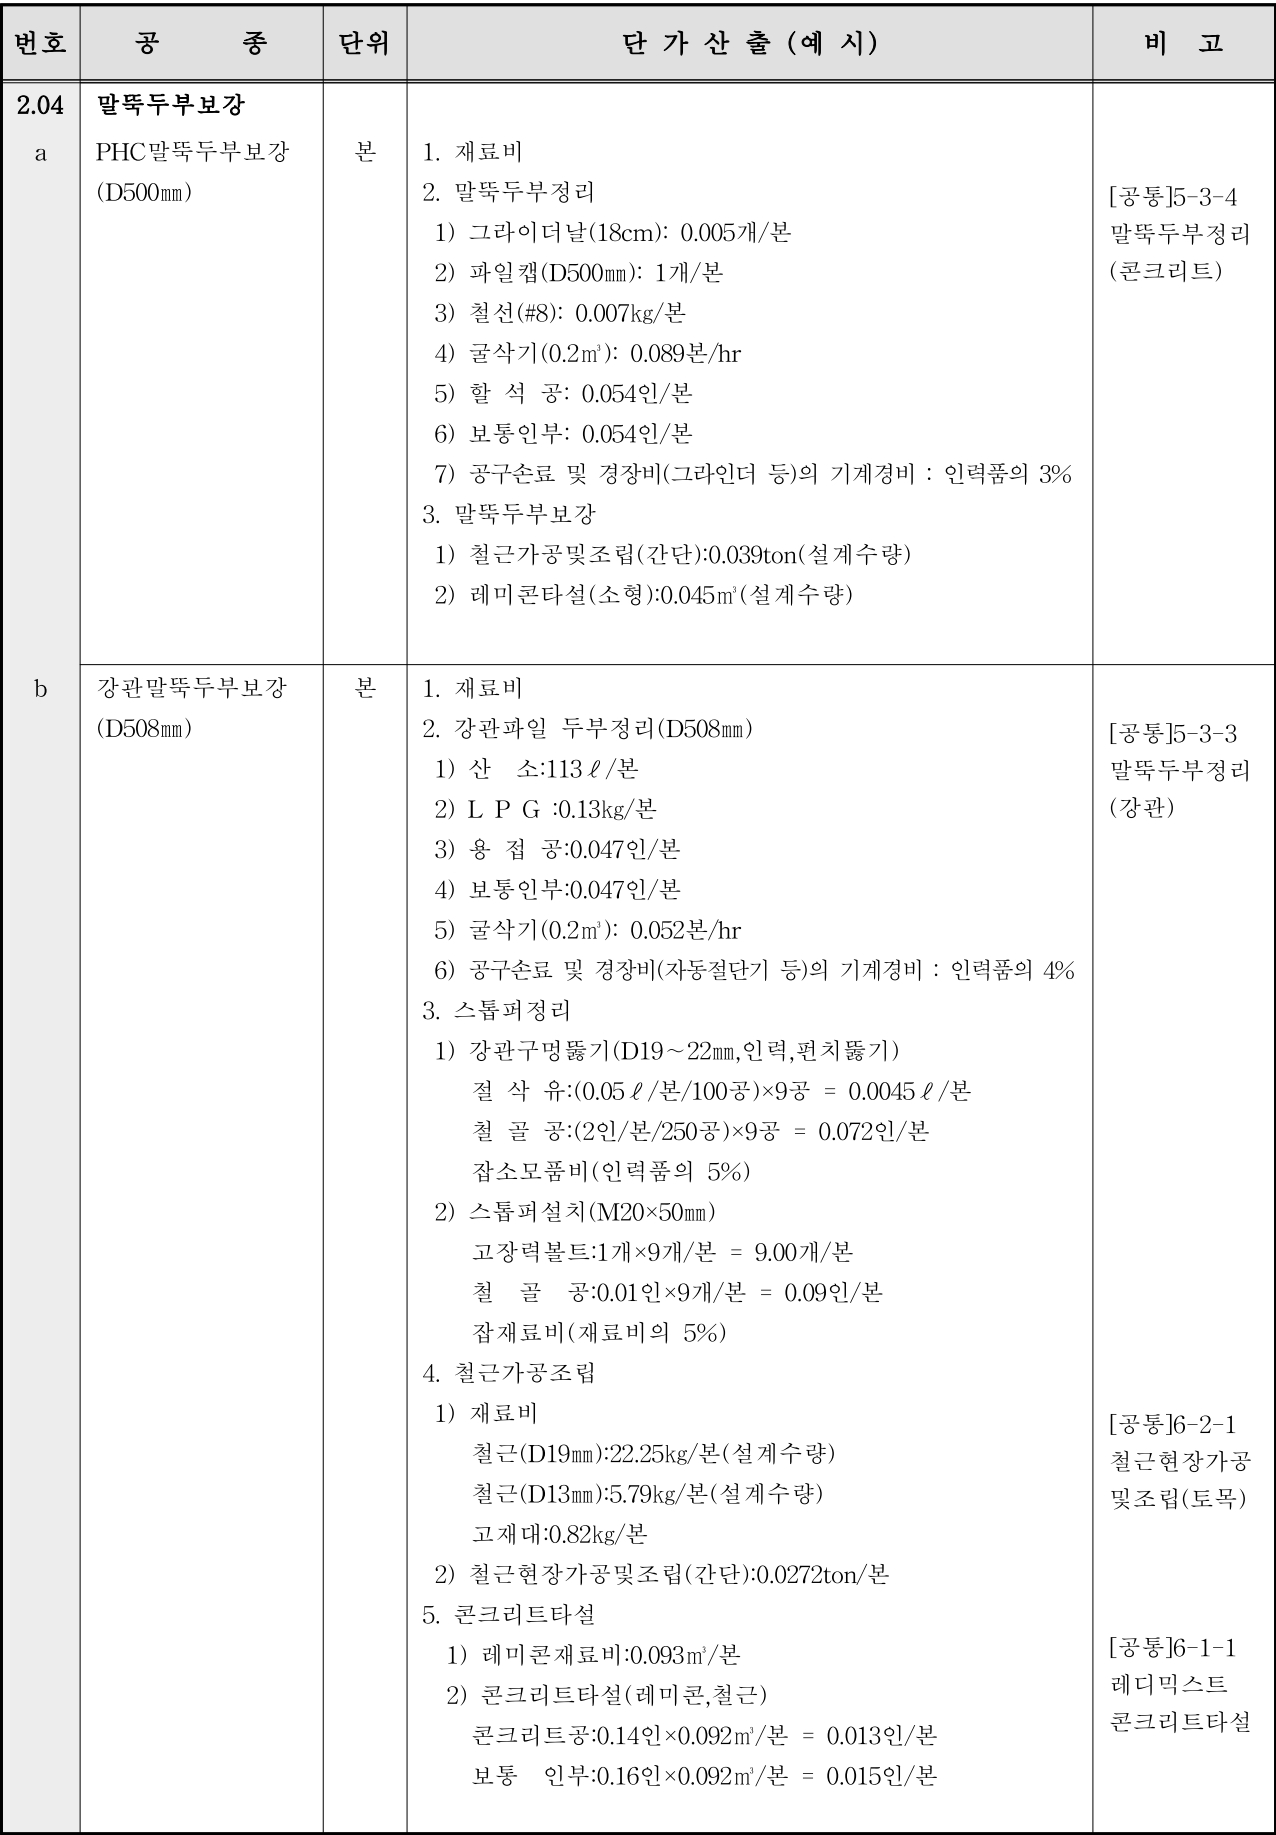 번호 공 종 단위 단 가 산 출 (예 시) 비 고
2.04 말뚝두부보강
a PHC말뚝두부보강 본 1. 재료비
(D500㎜) 2. 말뚝두부정리 [공통]5-3-4
1) 그라이더날(18cm): 0.005개/본 말뚝두부정리
2) 파일캡(D500㎜): 1개/본 (콘크리트)
3) 철선(#8): 0.007㎏/본
4) 굴삭기(0.2㎥): 0.089본/hr
5) 할 석 공: 0.054인/본
6) 보통인부: 0.054인/본
7) 공구손료 및 경장비(그라인더 등)의 기계경비 : 인력품의 3%
3. 말뚝두부보강
1) 철근가공및조립(간단):0.039ton(설계수량)
2) 레미콘타설(소형):0.045㎥(설계수량)
b 강관말뚝두부보강 본 1. 재료비
(D508㎜) 2. 강관파일 두부정리(D508㎜) [공통]5-3-3
1) 산 소:113ℓ/본 말뚝두부정리
2) L P G :0.13㎏/본 (강관)
3) 용 접 공:0.047인/본
4) 보통인부:0.047인/본
5) 굴삭기(0.2㎥): 0.052본/hr
6) 공구손료 및 경장비(자동절단기 등)의 기계경비 : 인력품의 4%
3. 스톱퍼정리
1) 강관구멍뚫기(D19～22㎜,인력,펀치뚫기)
절 삭 유:(0.05ℓ/본/100공)×9공 = 0.0045ℓ/본
철 골 공:(2인/본/250공)×9공 = 0.072인/본
잡소모품비(인력품의 5%)
2) 스톱퍼설치(M20×50㎜)
고장력볼트:1개×9개/본 = 9.00개/본
철 골 공:0.01인×9개/본 = 0.09인/본
잡재료비(재료비의 5%)
4. 철근가공조립
1) 재료비 [공통]6-2-1
철근(D19㎜):22.25㎏/본(설계수량) 철근현장가공
철근(D13㎜):5.79㎏/본(설계수량) 및조립(토목)
고재대:0.82㎏/본
2) 철근현장가공및조립(간단):0.0272ton/본
5. 콘크리트타설
1) 레미콘재료비:0.093㎥/본 [공통]6-1-1
2) 콘크리트타설(레미콘,철근) 레디믹스트
콘크리트공:0.14인×0.092㎥/본 = 0.013인/본 콘크리트타설
보통 인부:0.16인×0.092㎥/본 = 0.015인/본